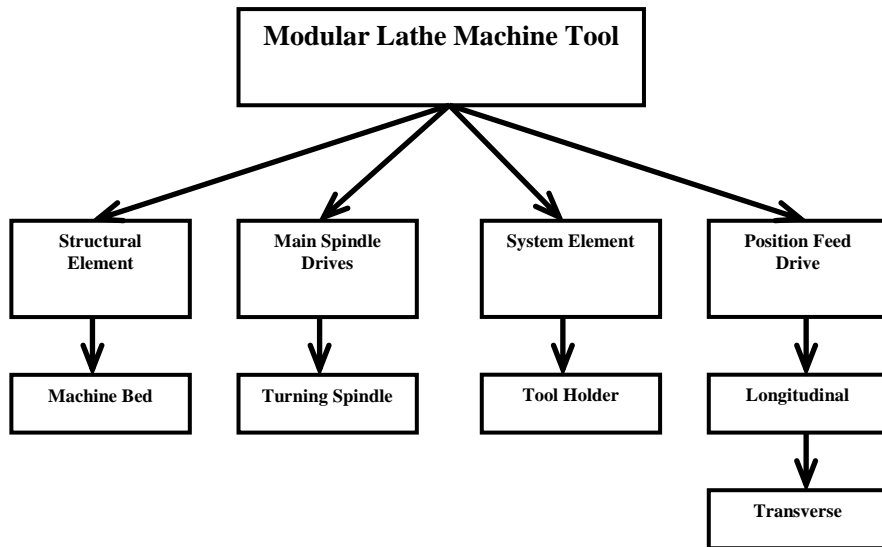 Modular Lathe Machine Tool
Structural
Element
Main Spindle
Drives
System Element
Position Feed
Drive
Machine Bed
Turning Spindle
Tool Holder
Longitudinal
Transverse